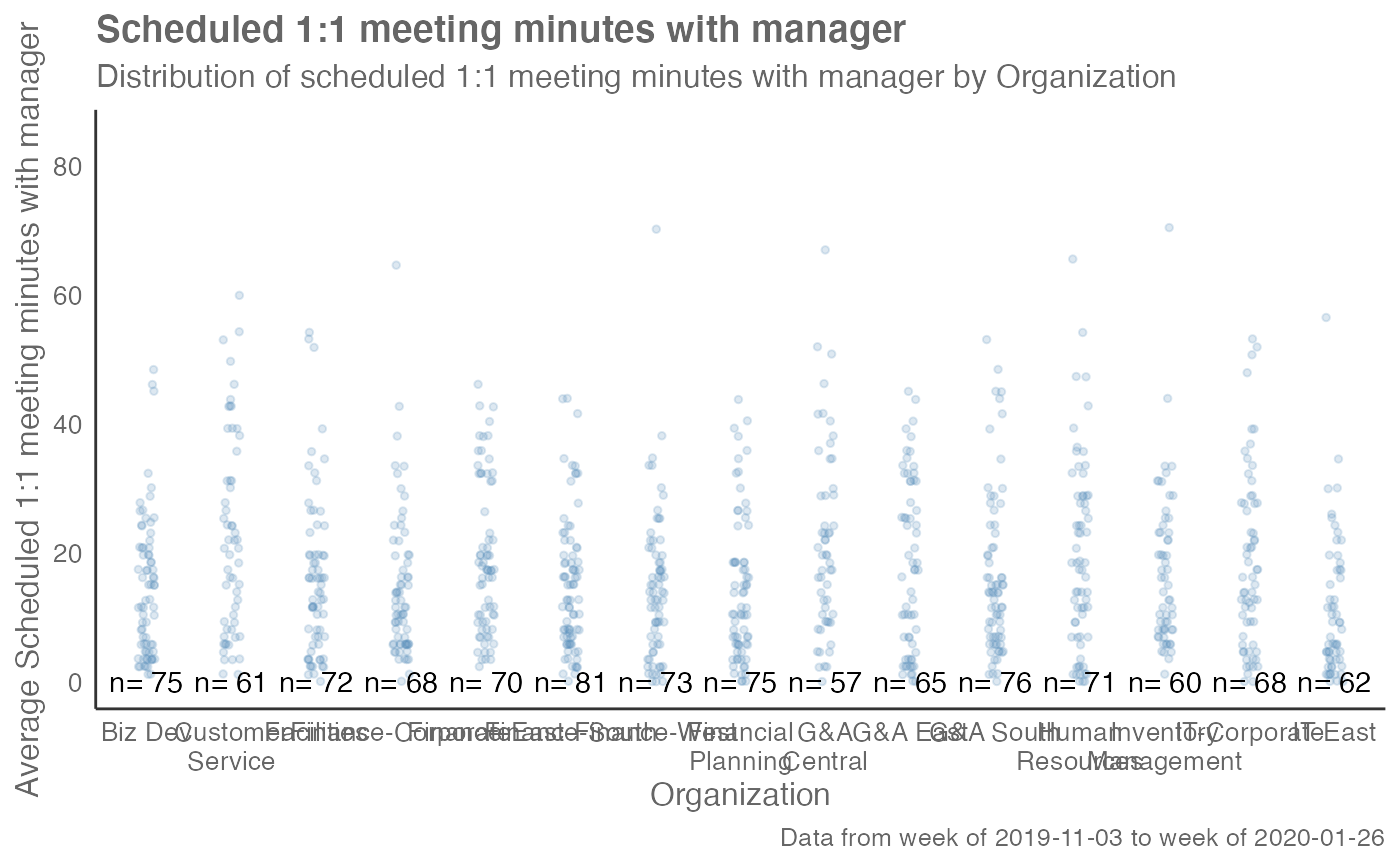 Scheduled 1:1 meeting minutes with manager
Distribution of scheduled 1:1 meeting minutes with manager by Organization
Average Scheduled 1:1 meeting minutes with manager
80
60
40
20
0
n= 75 n= 61 n= 72 n= 68 n= 70 n= 81 n= 73 n= 75 n= 57 n= 65 n= 76 n= 71 n= 60 n= 68 n= 62
Biz Dev Customer Facilities Finance-Corporate Finance-East Finance-South Finance-West Financial G&A G&A East G&A South Human Inventory IT-Corporate IT-East
Service Planning Central Resources Management
Organization
Data from week of 2019-11-03 to week of 2020-01-26